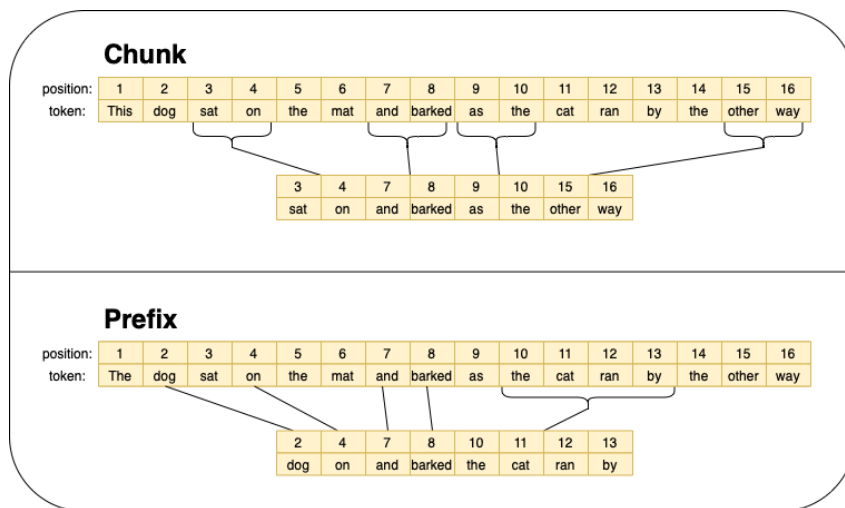 Chunk
position: 1 2 3 4 5 6 7 8 9 10 11 12 13 14 15 16
token: This dog sat on the mat and barked as the cat ran by the other way
3 4 7 8 9 10 15 16
sat on and barked as the other way
Prefix
position: 1 2 3 4 5 6 7 8 9 10 11 12 13 14 15 16
token: The dog sat on the mat and barked as the cat ran by the other way
2 4 7 8 10 11 12 13
dog on and barked the cat ran by